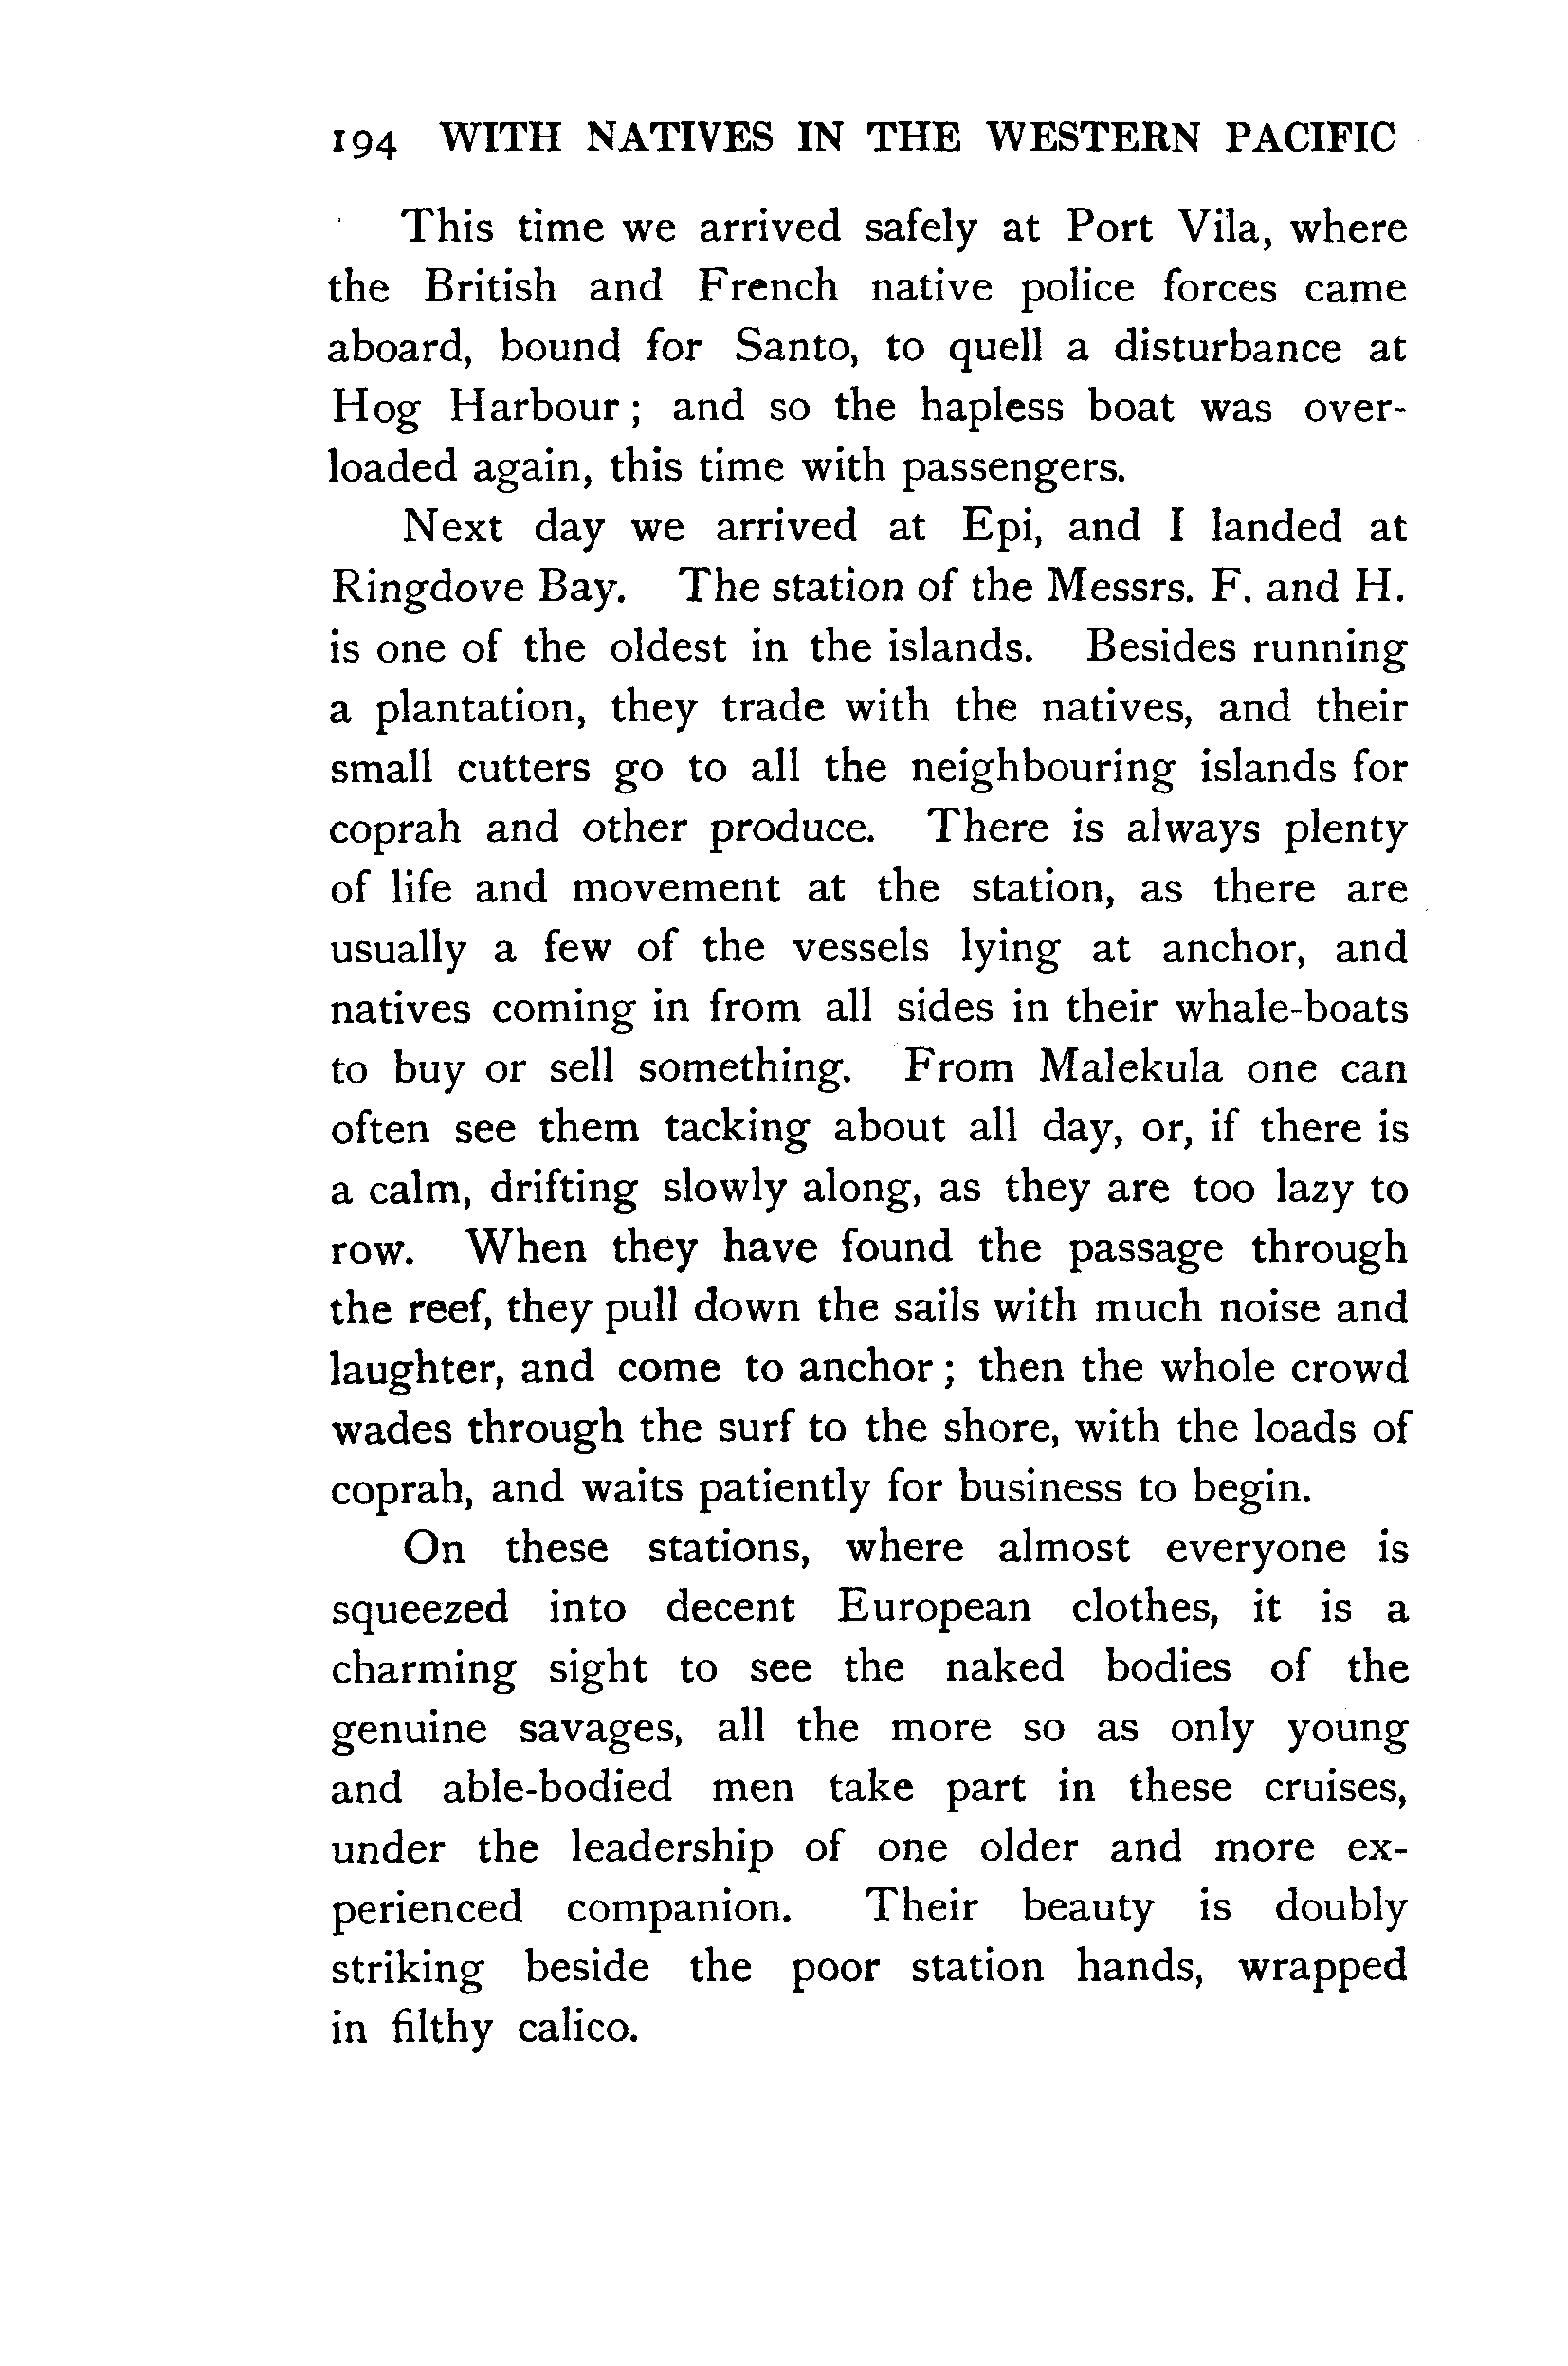 194 WITH NATIVES IN THE WESTERN PACIFIC
This time we arrived safely at Port Vila, where
the British and French native police forces came
aboard, bound for Santo, to quell a disturbance at
Hog Harbour; and so the hapless boat was over-
loaded again, this time with passengers.
Next day we arrived at Epi, and I landed at
Ringdove Bay. The station of the Messrs. F. and H.
is one of the oldest in the islands. Besides running
a plantation, they trade with the natives, and their
small cutters go to all the neighbouring islands for
coprah and other produce. There is always plenty
of life and movement at the station, as there are
usually a few of the vessels lying at anchor, and
natives coming in from all sides in their whale-boats
to buy or sell something. From Malekula one can
often see them tacking about all day, or, if there is
a calm, drifting slowly along, as they are too lazy to
row. When they have found the passage through
the reef, they pull down the sails with much noise and
laughter, and come to anchor; then the whole crowd
wades through the surf to the shore, with the loads of
coprah, and waits patiently for business to begin.
On these stations, where almost everyone is
squeezed into decent European clothes, it is a
charming sight to see the naked bodies of the
genuine savages, all the more so as only young
and able-bodied men take part in these cruises,
under the leadership of one older and more ex-
perienced companion. Their beauty is doubly
striking beside the poor station hands, wrapped
in filthy calico.